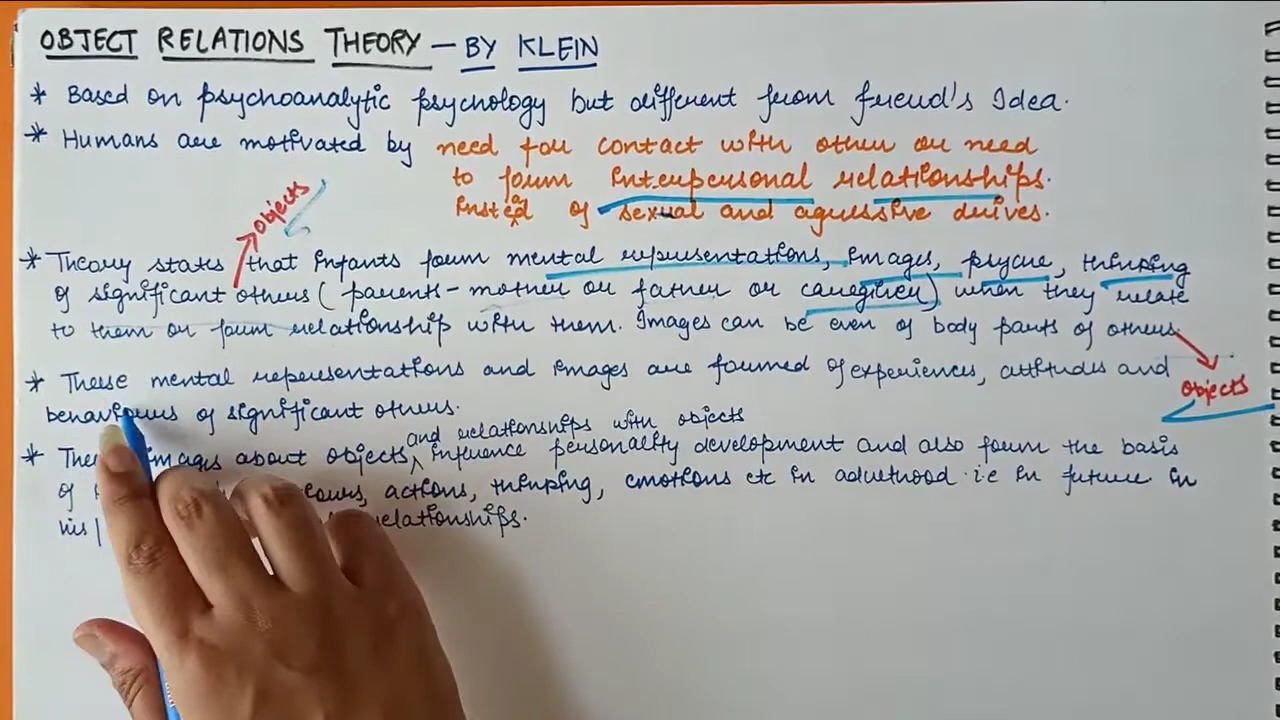 OBJECT RELATIONS THEORY - BY KLEIN
* Based on psychoanalytic psychology but different from freud's Idea.
* Humans are motivated by need for contact with other or need
to form interpersonal relationships.
Insted of sexual and agressive drives.
Objects
* Theory states that infants form mental representations, images, psyche, thinking
of significant others (parents - mother or father or caregiver) when they relate
to them or form relationship with them. Images can be even of body parts of others.
Objects
* These mental representations and images are formed of experiences, attitudes and
behaviours of significant others.
and relationships with objects
* images about objects, influence personality development and also form the basis
of actions, thinking, emotions etc in adulthood i.e in future in
his/ relationships.